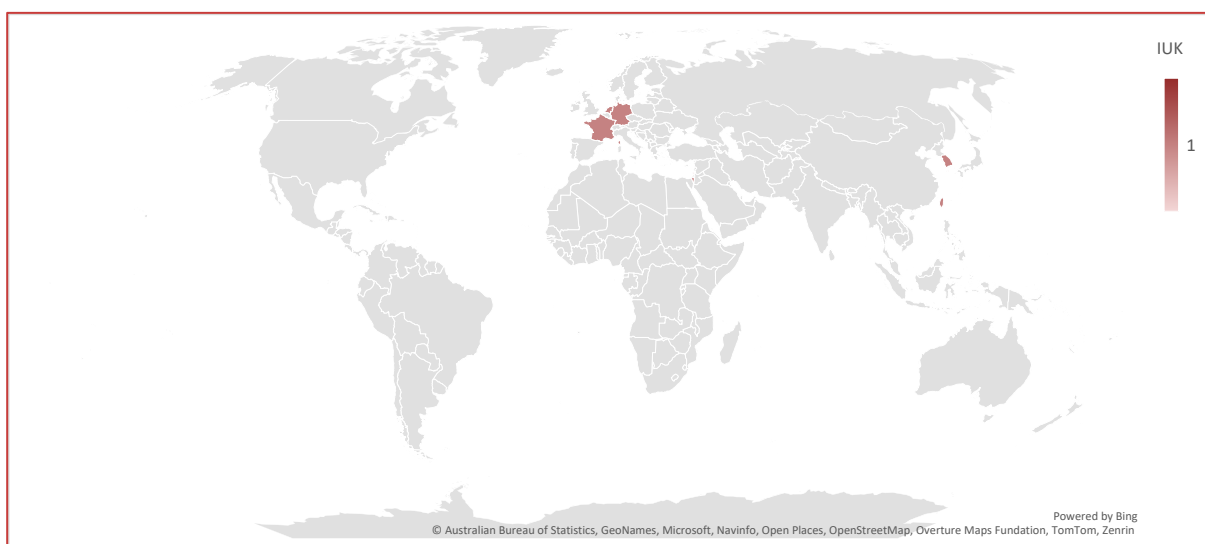 IUK
1
Powered by Bing
© Australian Bureau of Statistics, GeoNames, Microsoft, Navinfo, Open Places, OpenStreetMap, Overture Maps Fundation, TomTom, Zenrin